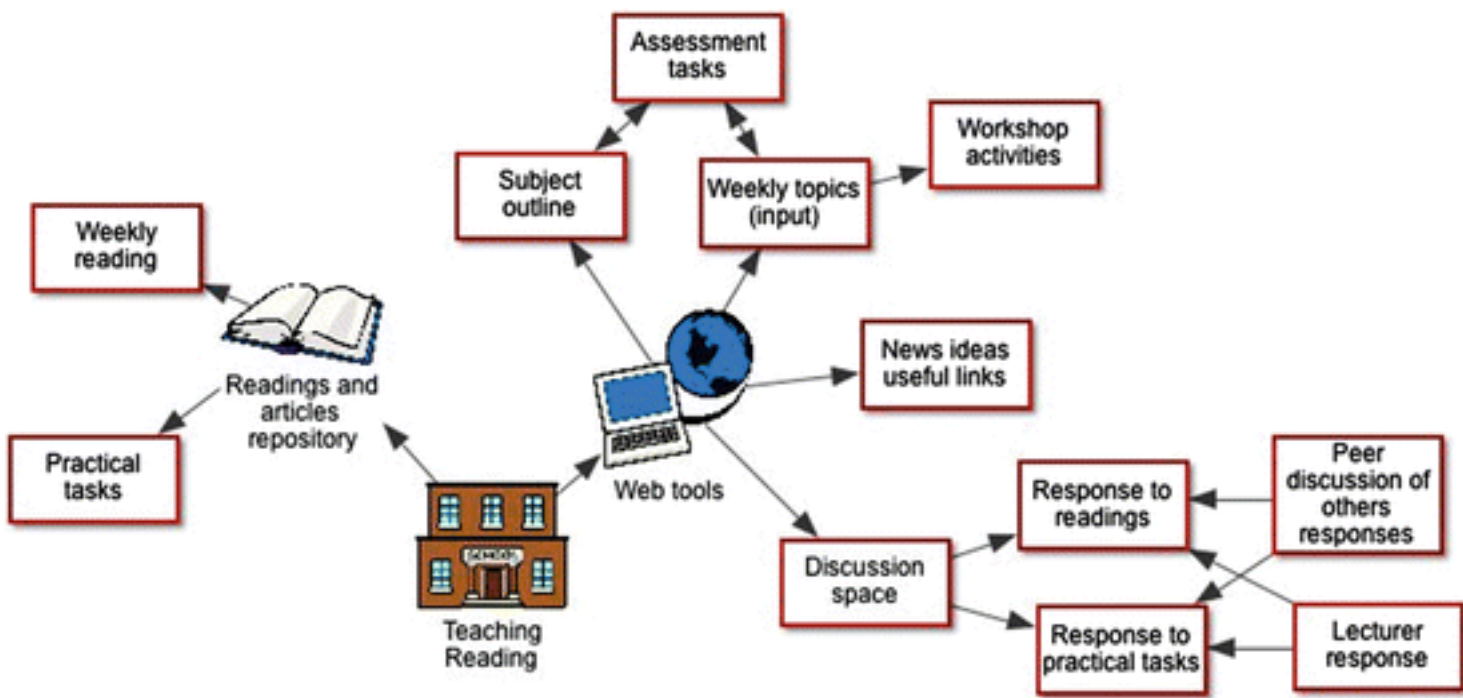 Assessment
tasks
Workshop
activities
Subject
outline
Weekly topics
(input)
Weekly
reading
News ideas
useful links
Readings and
articles
repository
Practical
tasks
Web tools
Peer
discussion of
others
responses
Response to
readings
SCHOOL
Discussion
space
Teaching
Reading
Response to
practical tasks
Lecturer
response